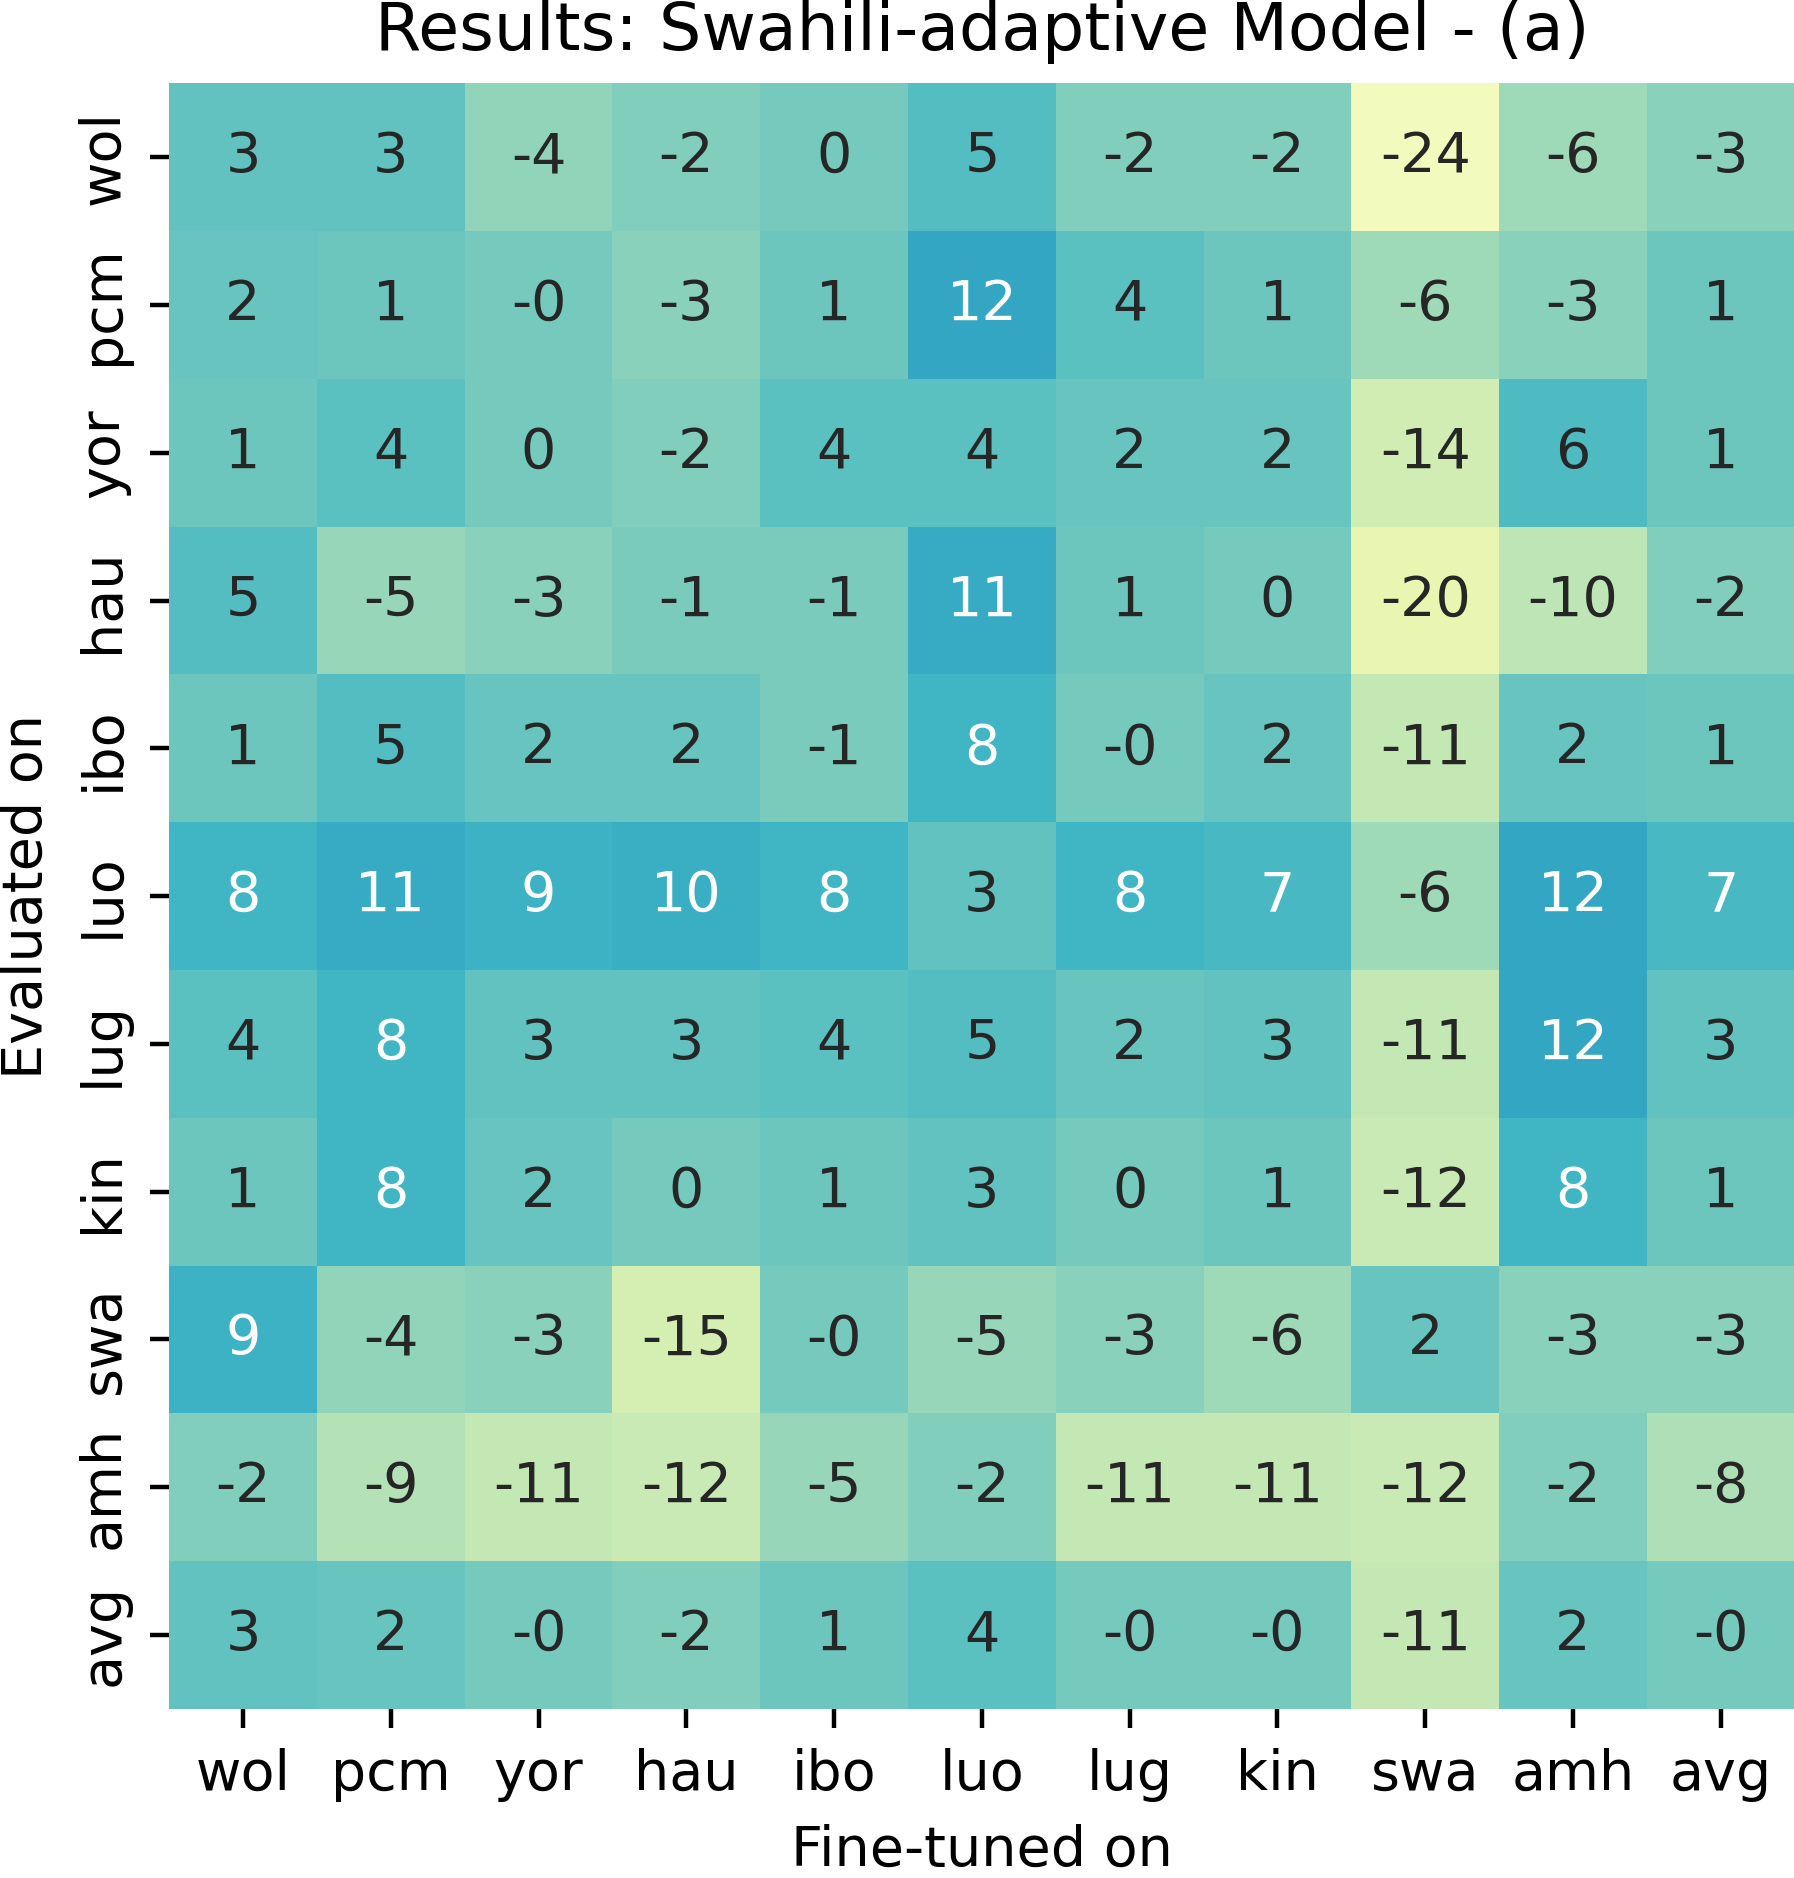 Results: Swahili-adaptive Model - (a)
Evaluated on
wol 3 3 -4 -2 0 5 -2 -2 -24 -6 -3
pcm 2 1 -0 -3 1 12 4 1 -6 -3 1
yor 1 4 0 -2 4 4 2 2 -14 6 1
hau 5 -5 -3 -1 -1 11 1 0 -20 -10 -2
ibo 1 5 2 2 -1 8 -0 2 -11 2 1
luo 8 11 9 10 8 3 8 7 -6 12 7
lug 4 8 3 3 4 5 2 3 -11 12 3
kin 1 8 2 0 1 3 0 1 -12 8 1
swa 9 -4 -3 -15 -0 -5 -3 -6 2 -3 -3
amh -2 -9 -11 -12 -5 -2 -11 -11 -12 -2 -8
avg 3 2 -0 -2 1 4 -0 -0 -11 2 -0
wol pcm yor hau ibo luo lug kin swa amh avg
Fine-tuned on